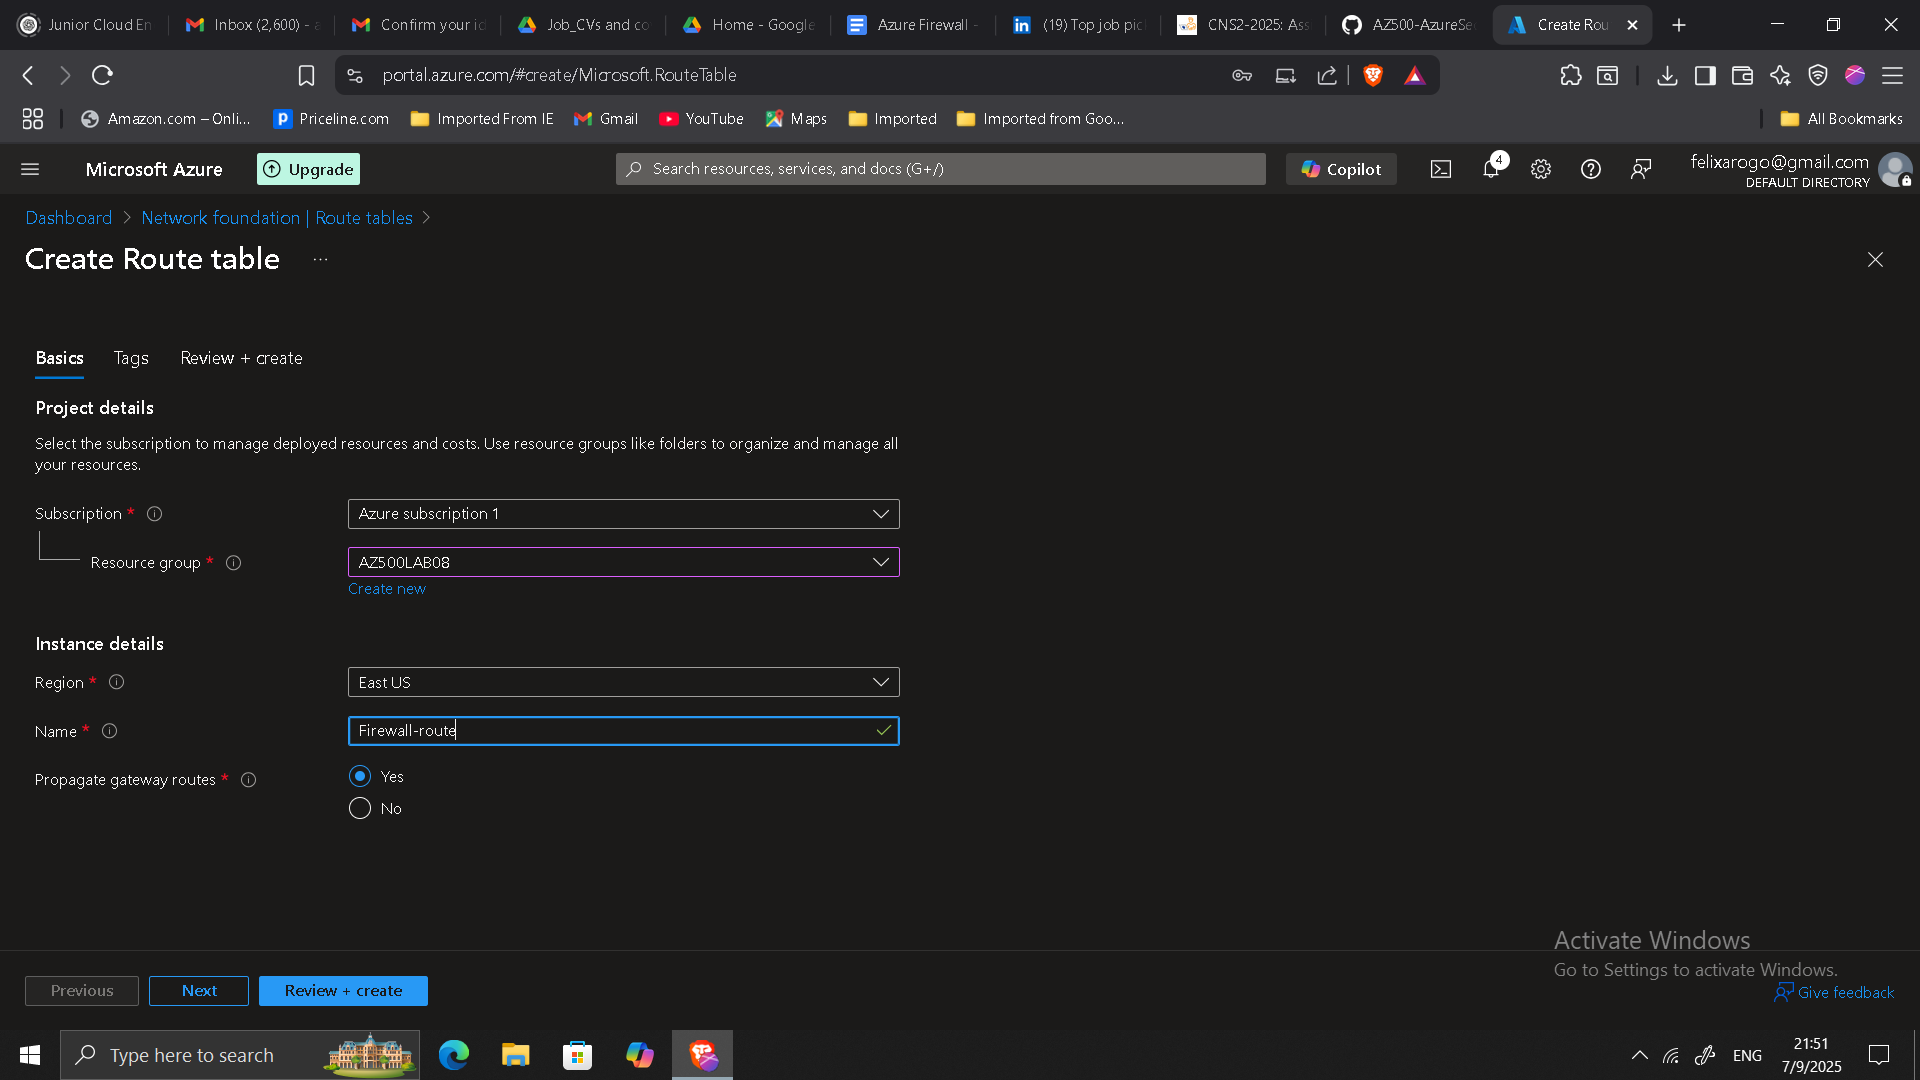 Junior Cloud En
Inbox (2,600) - a
Confirm your id
Job_CVs and co
Home - Google
Azure Firewall -
(19) Top job pic
CNS2-2025: Ass
AZ500-AzureSe
Create Rou
portal.azure.com/#create/Microsoft.RouteTable
Amazon.com – Onli...
Priceline.com
Imported From IE
Gmail
YouTube
Maps
Imported
Imported from Goo...
All Bookmarks
Microsoft Azure
Upgrade
Search resources, services, and docs (G+/)
Copilot
4
felixarogo@gmail.com
DEFAULT DIRECTORY
Dashboard > Network foundation | Route tables >
Create Route table ...
Basics
Tags
Review + create
Project details
Select the subscription to manage deployed resources and costs. Use resource groups like folders to organize and manage all
your resources.
Subscription *
Azure subscription 1
Resource group *
AZ500LAB08
Create new
Instance details
Region *
East US
Name *
Firewall-route
Propagate gateway routes *
Yes
No
Activate Windows
Go to Settings to activate Windows.
Previous
Next
Review + create
Give feedback
Type here to search
ENG
21:51
7/9/2025